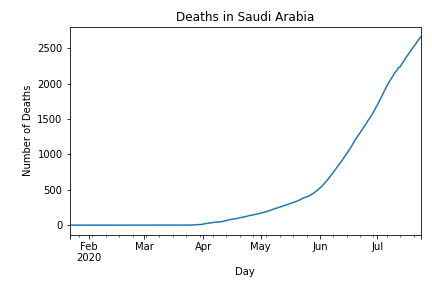 Deaths in Saudi Arabia
2500
2000
1500
1000
500
0
Number of Deaths
Feb
2020
Mar
Apr
May
Jun
Jul
Day